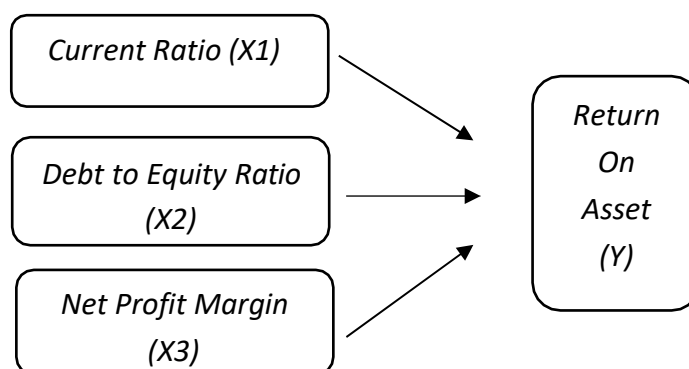 Current Ratio (X1)
Debt to Equity Ratio
(X2)
Net Profit Margin
(X3)
Return
On
Asset
(Y)